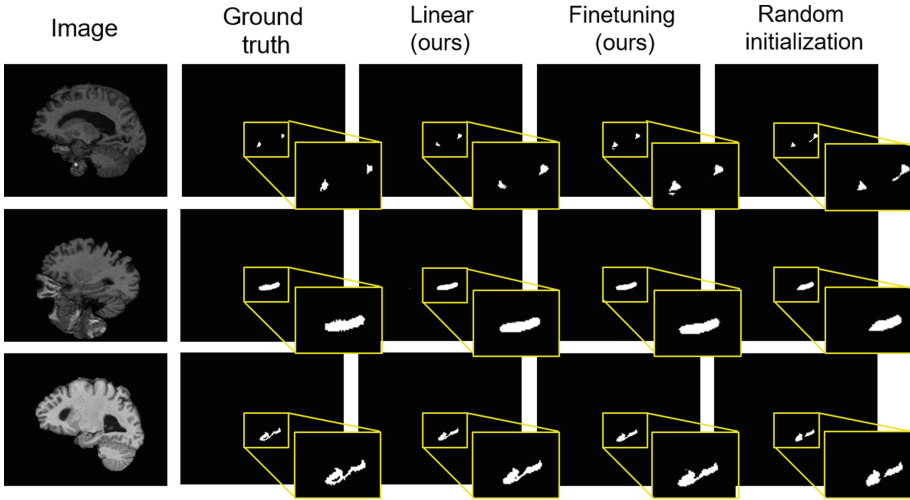 Image
Ground
truth
Linear
(ours)
Finetuning
(ours)
Random
initialization